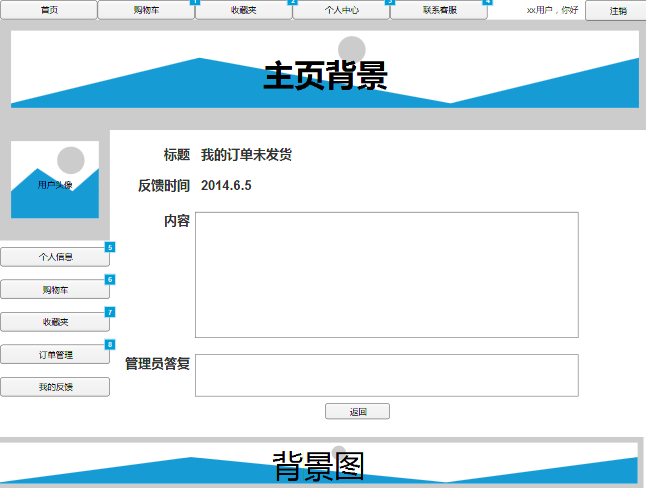 首页 购物车 1 收藏夹 2 个人中心 3 联系客服 4 xx用户，你好 注销
主页背景
标题 我的订单未发货
用户头像
反馈时间 2014.6.5
内容
个人信息 5
购物车 6
收藏夹 7
订单管理 8
管理员答复
我的反馈
返回
背景图